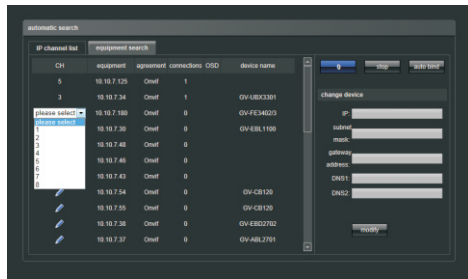 automatic search
IP channel list equipment search
CH equipment agreement connections OSD device name
5 10.10.7.125 Onvif 1
3 10.10.7.34 Onvif 1 GV-UBX3301
please select 10.10.7.180 Onvif 0 GV-FE3402/3
please select
1 10.10.7.30 Onvif 0 GV-EBL1100
2
3
4 10.10.7.48 Onvif 0
5
6 10.10.7.46 Onvif 0
7 10.10.7.43 Onvif 0
8
10.10.7.54 Onvif 0 GV-CB120
10.10.7.55 Onvif 0 GV-CB120
10.10.7.38 Onvif 0 GV-EBD2702
10.10.7.37 Onvif 0 GV-ABL2701
stop auto bind
change device
IP:
subnet
mask:
gateway
address:
DNS1:
DNS2:
modify